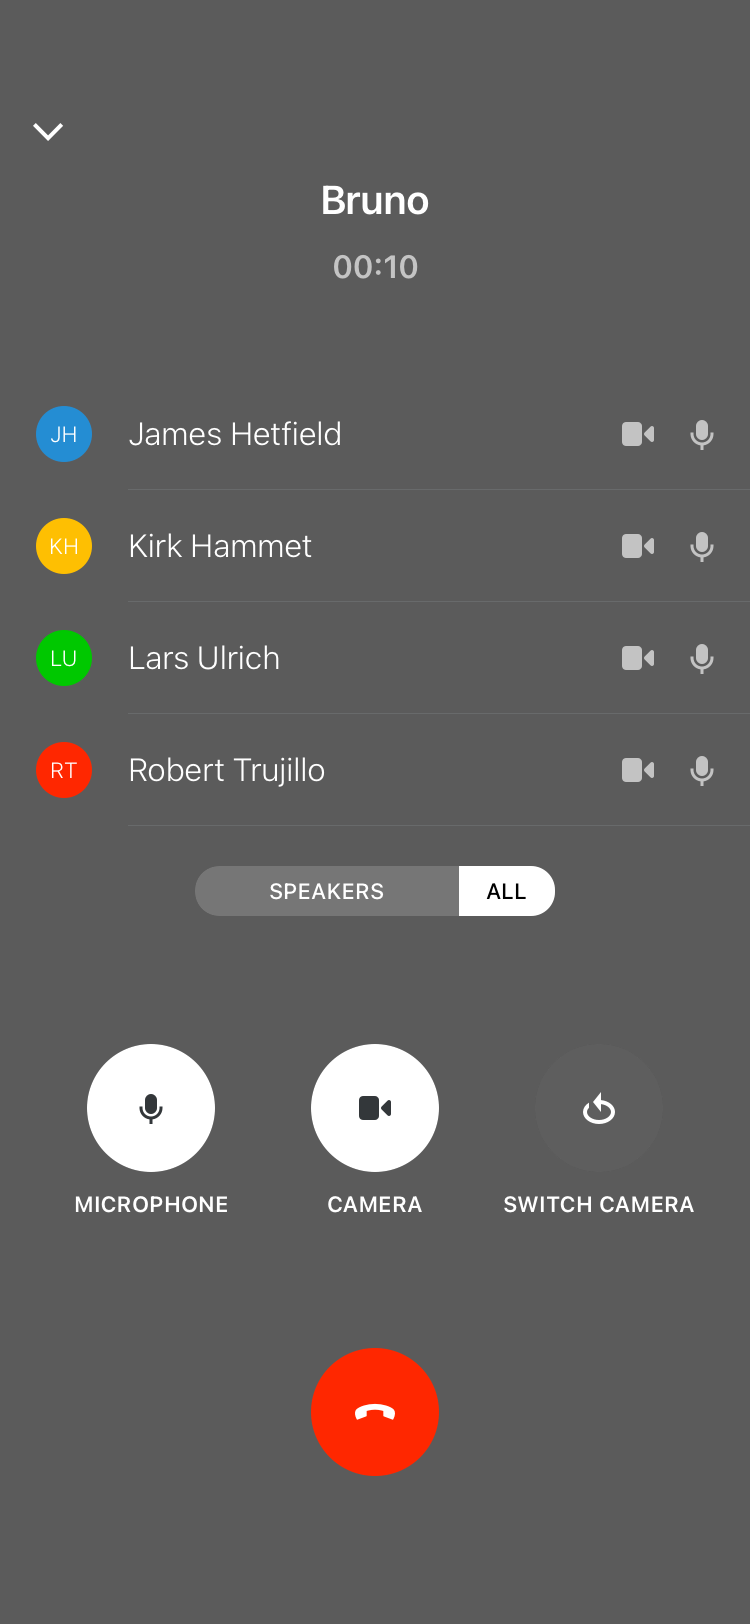 Bruno
00:10
JH James Hetfield
KH Kirk Hammet
LU Lars Ulrich
RT Robert Trujillo
SPEAKERS ALL
MICROPHONE CAMERA SWITCH CAMERA